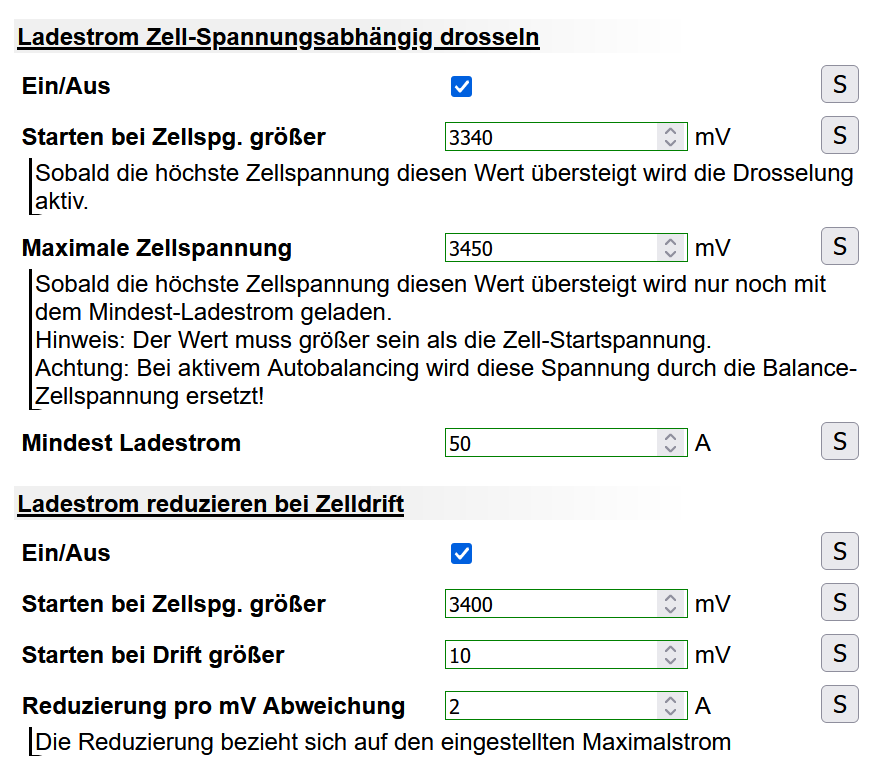 Ladestrom Zell-Spannungsabhängig drosseln
Ein/Aus S
Starten bei Zellspg. größer 3340 mV S
Sobald die höchste Zellspannung diesen Wert übersteigt wird die Drosselung
aktiv.
Maximale Zellspannung 3450 mV S
Sobald die höchste Zellspannung diesen Wert übersteigt wird nur noch mit
dem Mindest-Ladestrom geladen.
Hinweis: Der Wert muss größer sein als die Zell-Startspannung.
Achtung: Bei aktivem Autobalancing wird diese Spannung durch die Balance-
Zellspannung ersetzt!
Mindest Ladestrom 50 A S
Ladestrom reduzieren bei Zelldrift
Ein/Aus S
Starten bei Zellspg. größer 3400 mV S
Starten bei Drift größer 10 mV S
Reduzierung pro mV Abweichung 2 A S
Die Reduzierung bezieht sich auf den eingestellten Maximalstrom